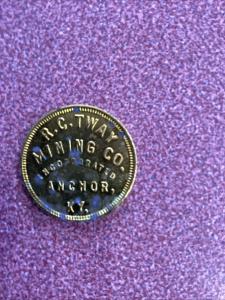 R.C. TWAY
MINING CO.
INCORPORATED
ANCHOR,
KY.